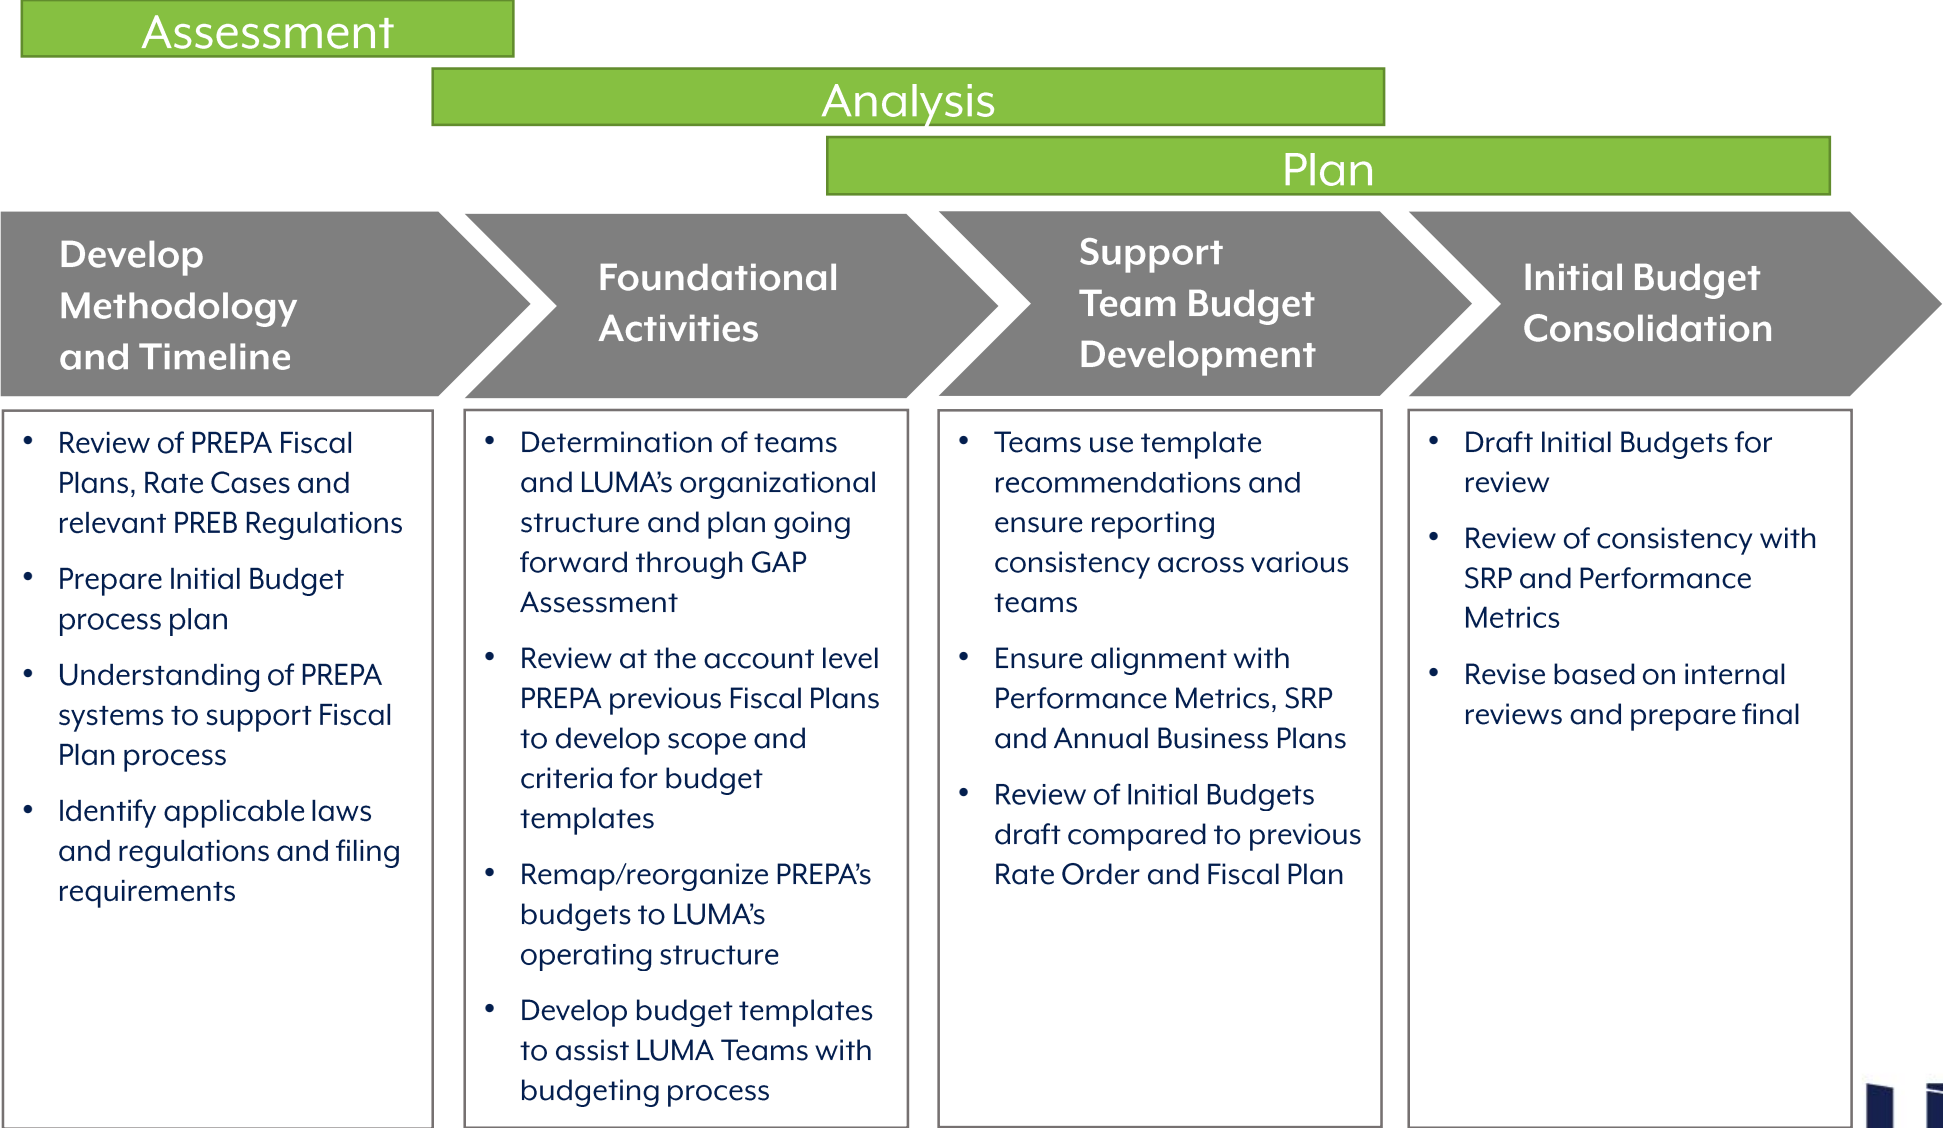 Assessment
Analysis
Plan
Develop
Methodology
and Timeline
Foundational
Activities
Support
Team Budget
Development
Initial Budget
Consolidation
• Review of PREPA Fiscal
Plans, Rate Cases and
relevant PREB Regulations
• Prepare Initial Budget
process plan
• Understanding of PREPA
systems to support Fiscal
Plan process
• Identify applicable laws
and regulations and filing
requirements
• Determination of teams
and LUMA’s organizational
structure and plan going
forward through GAP
Assessment
• Review at the account level
PREPA previous Fiscal Plans
to develop scope and
criteria for budget
templates
• Remap/reorganize PREPA’s
budgets to LUMA’s
operating structure
• Develop budget templates
to assist LUMA Teams with
budgeting process
• Teams use template
recommendations and
ensure reporting
consistency across various
teams
• Ensure alignment with
Performance Metrics, SRP
and Annual Business Plans
• Review of Initial Budgets
draft compared to previous
Rate Order and Fiscal Plan
• Draft Initial Budgets for
review
• Review of consistency with
SRP and Performance
Metrics
• Revise based on internal
reviews and prepare final